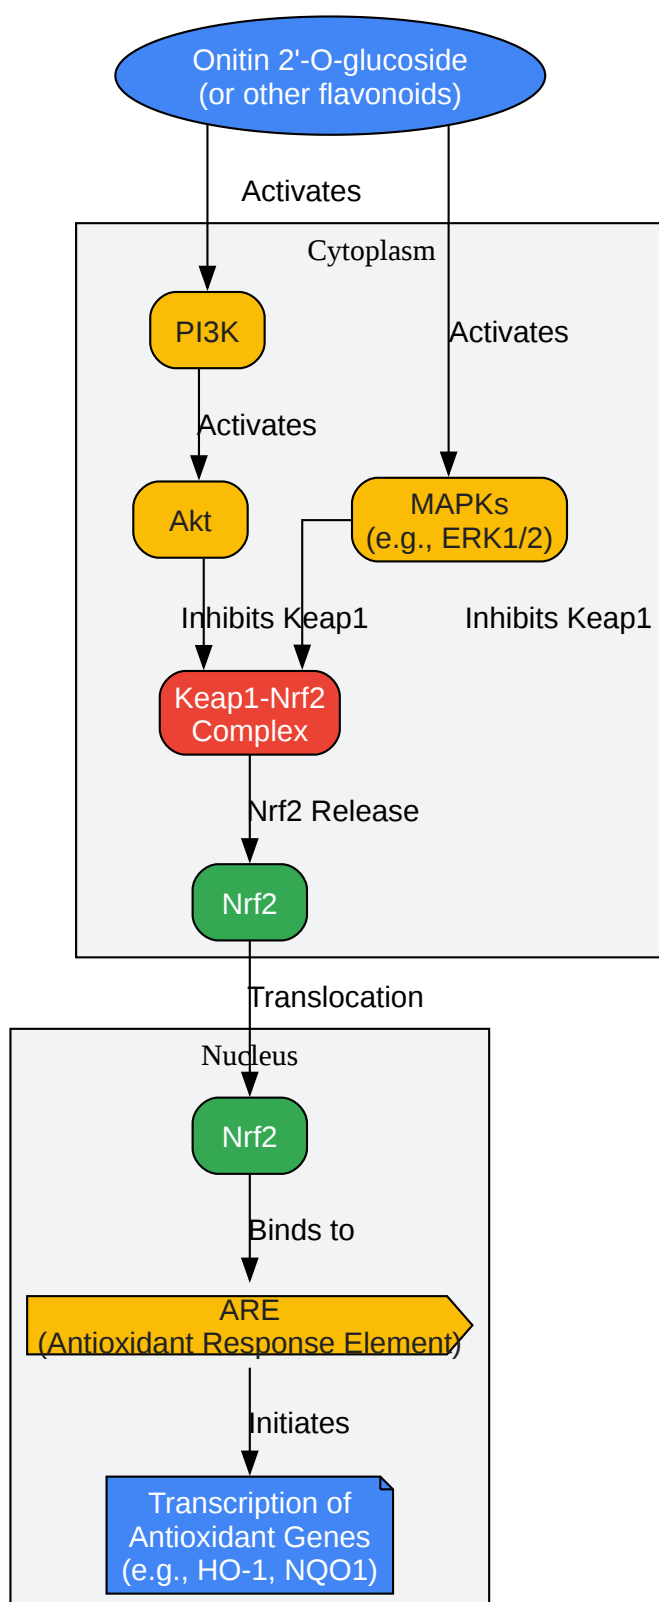 Onitin 2'-O-glucoside
(or other flavonoids)
Activates
Cytoplasm
PI3K
Activates
Activates
Akt
MAPKs
(e.g., ERK1/2)
Inhibits Keap1
Inhibits Keap1
Keap1-Nrf2
Complex
Nrf2 Release
Nrf2
Translocation
Nucleus
Nrf2
Binds to
ARE
(Antioxidant Response Element)
Initiates
Transcription of
Antioxidant Genes
(e.g., HO-1, NQO1)